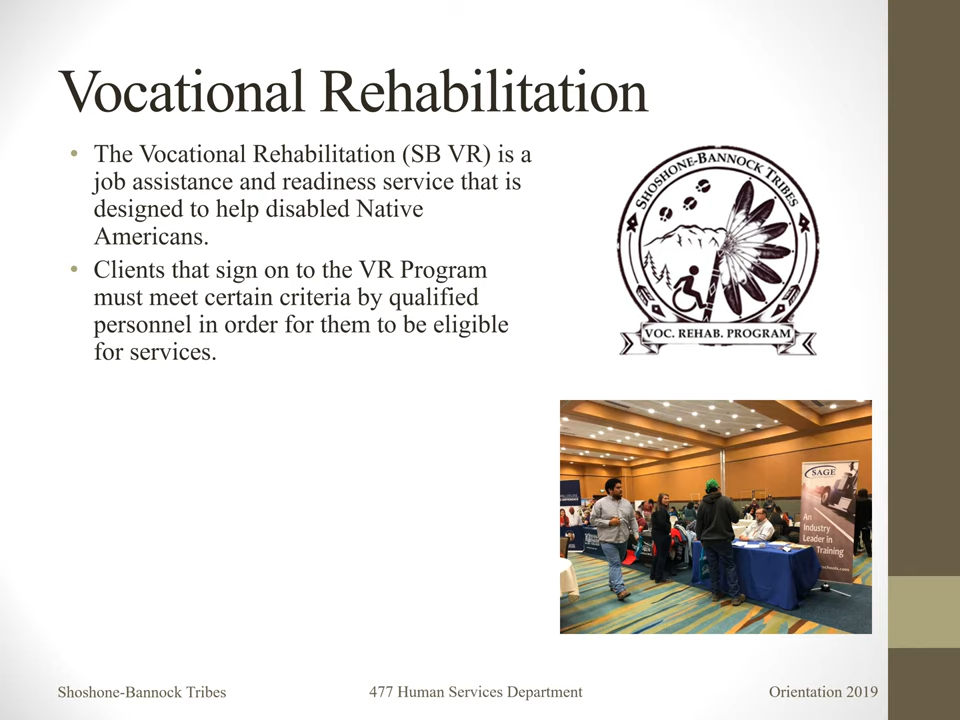 Vocational Rehabilitation
• The Vocational Rehabilitation (SB VR) is a
job assistance and readiness service that is
designed to help disabled Native
Americans.
• Clients that sign on to the VR Program
must meet certain criteria by qualified
personnel in order for them to be eligible
for services.
SHOSHONE-BANNOCK TRIBES
VOC. REHAB. PROGRAM
SAGE
An
Industry
Leader in
Training
Shoshone-Bannock Tribes
477 Human Services Department
Orientation 2019